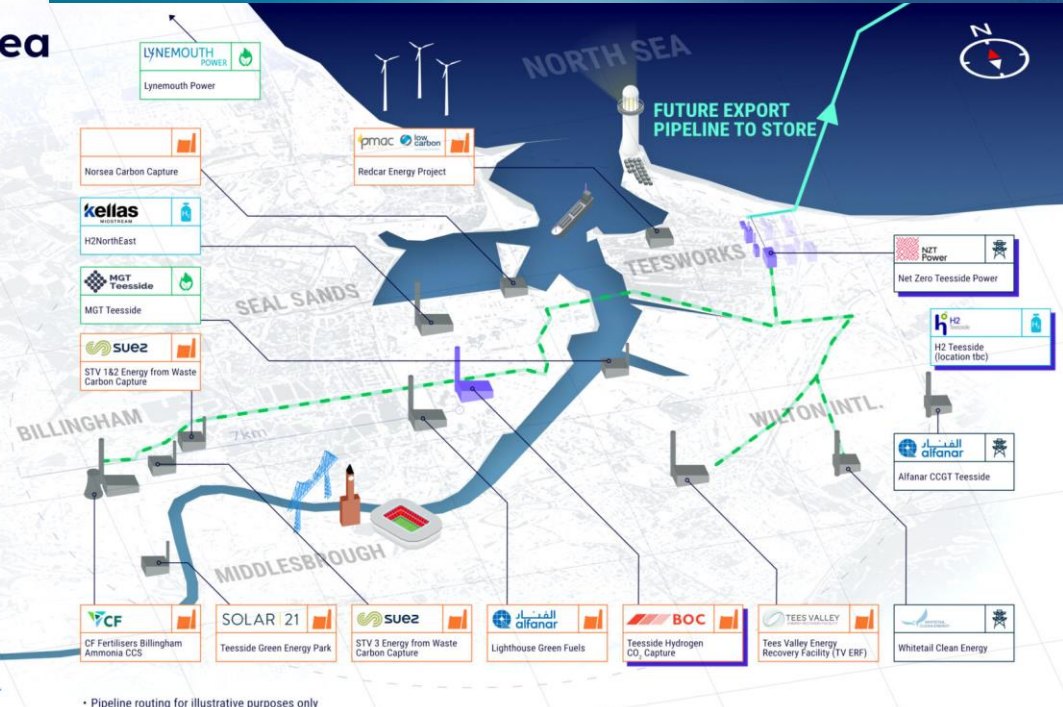 ea
LYNEMOUTH
POWER
Lynemouth Power
NORTH SEA
N
FUTURE EXPORT
PIPELINE TO STORE
Norsea Carbon Capture
pmac
low
carbon
Redcar Energy Project
kellas
MIDSTREAM
H2
H2NorthEast
TEESWORKS
NZT
Power
Net Zero Teesside Power
MGT
Teesside
MGT Teesside
SEAL SANDS
H2
Teesside
H2
H2 Teesside
(location tbc)
suez
STV 1&2 Energy from Waste
Carbon Capture
BILLINGHAM
7km
WILTON INTL.
الفنار
alfanar
Alfanar CCGT Teesside
MIDDLESBROUGH
CF
CF Fertilisers Billingham
Ammonia CCS
SOLAR 21
Teesside Green Energy Park
suez
STV 3 Energy from Waste
Carbon Capture
الفنار
alfanar
Lighthouse Green Fuels
BOC
Teesside Hydrogen
CO2 Capture
TEES VALLEY
Tees Valley Energy
Recovery Facility (TV ERF)
WHITETAIL
CLEAN ENERGY
Whitetail Clean Energy
• Pipeline routing for illustrative purposes only